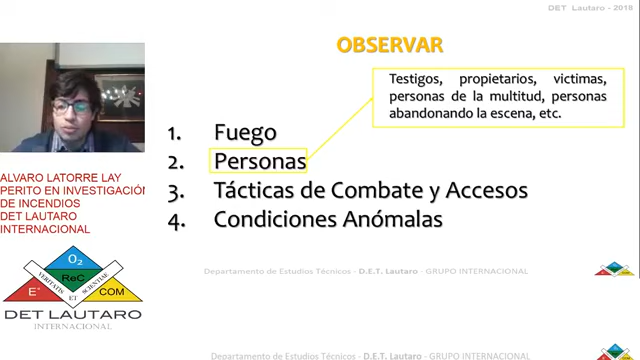 DET Lautaro - 2018
OBSERVAR
Testigos, propietarios, victimas,
personas de la multitud, personas
abandonando la escena, etc.
1. Fuego
2. Personas
3. Tácticas de Combate y Accesos
4. Condiciones Anómalas
ALVARO LATORRE LAY
PERITO EN INVESTIGACIÓN
DE INCENDIOS
DET LAUTARO
INTERNACIONAL
O₂
ReC
VERITATIS ET SCIENTIAE
E° COM
DET LAUTARO
INTERNACIONAL
Departamento de Estudios Técnicos - D.E.T. Lautaro - GRUPO INTERNACIONAL
Departamento de Estudios Técnicos - D.E.T. Lautaro - GRUPO INTERNACIONAL